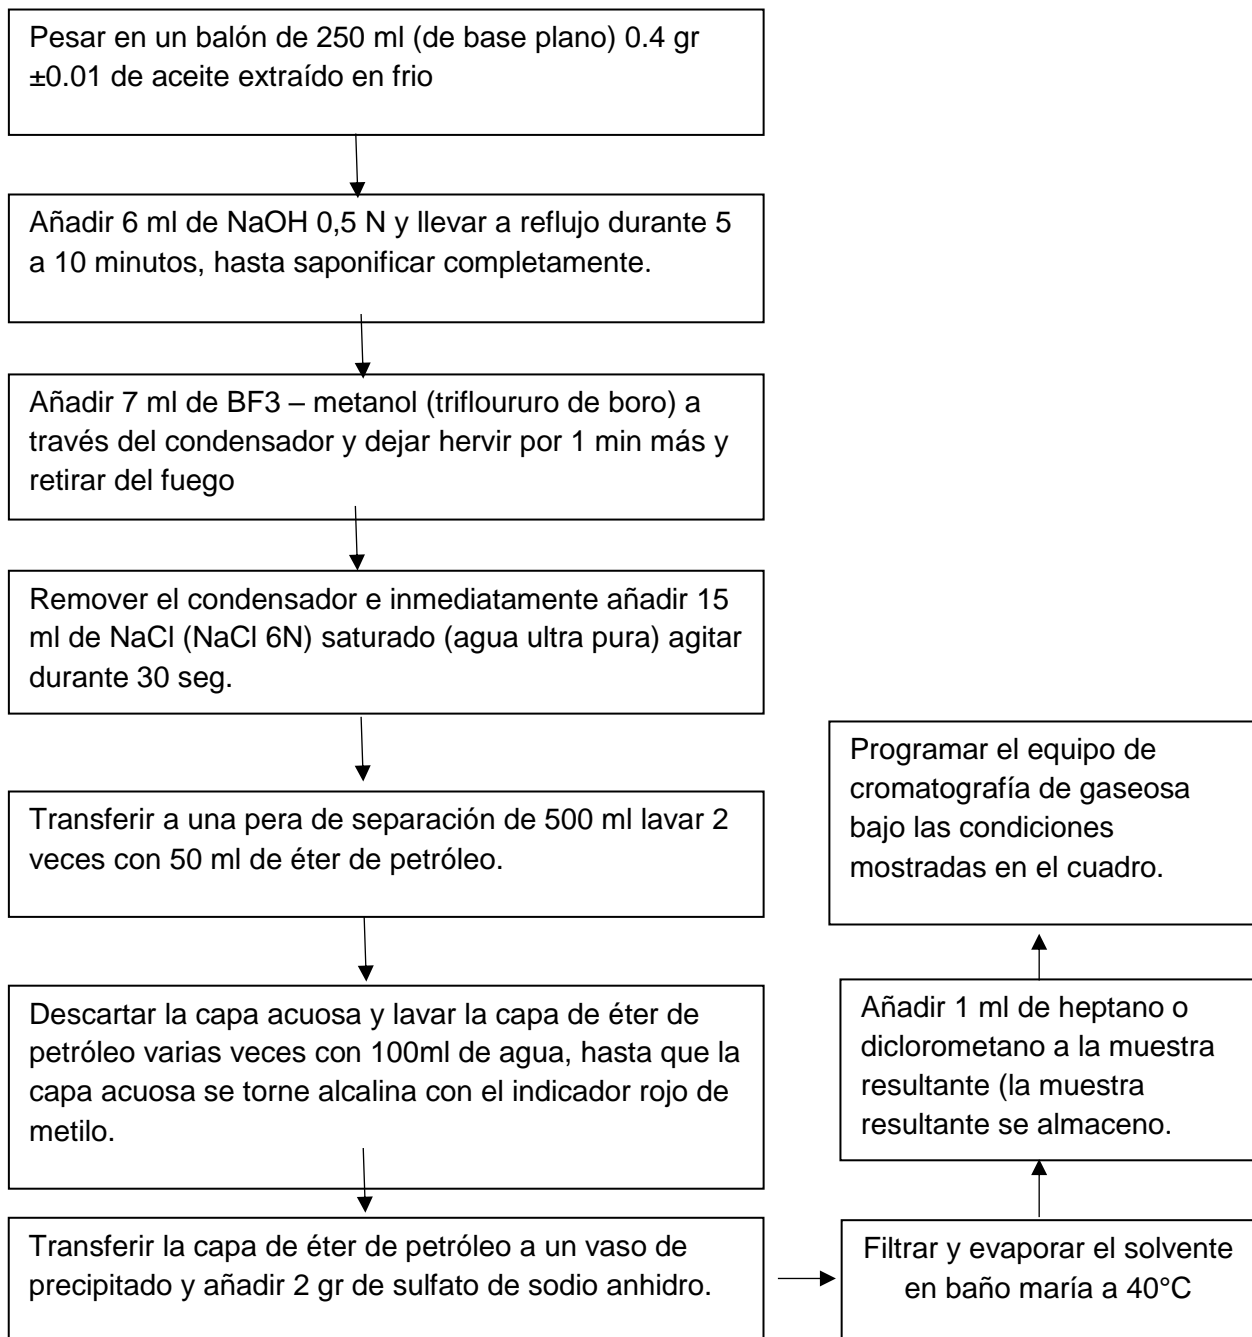 Pesar en un balón de 250 ml (de base plano) 0.4 gr
±0.01 de aceite extraído en frio
Añadir 6 ml de NaOH 0,5 N y llevar a reflujo durante 5
a 10 minutos, hasta saponificar completamente.
Añadir 7 ml de BF3 – metanol (trifloururo de boro) a
través del condensador y dejar hervir por 1 min más y
retirar del fuego
Remover el condensador e inmediatamente añadir 15
ml de NaCl (NaCl 6N) saturado (agua ultra pura) agitar
durante 30 seg.
Transferir a una pera de separación de 500 ml lavar 2
veces con 50 ml de éter de petróleo.
Descartar la capa acuosa y lavar la capa de éter de
petróleo varias veces con 100ml de agua, hasta que la
capa acuosa se torne alcalina con el indicador rojo de
metilo.
Transferir la capa de éter de petróleo a un vaso de
precipitado y añadir 2 gr de sulfato de sodio anhidro.
Filtrar y evaporar el solvente
en baño maría a 40°C
Añadir 1 ml de heptano o
diclorometano a la muestra
resultante (la muestra
resultante se almaceno.
Programar el equipo de
cromatografía de gaseosa
bajo las condiciones
mostradas en el cuadro.